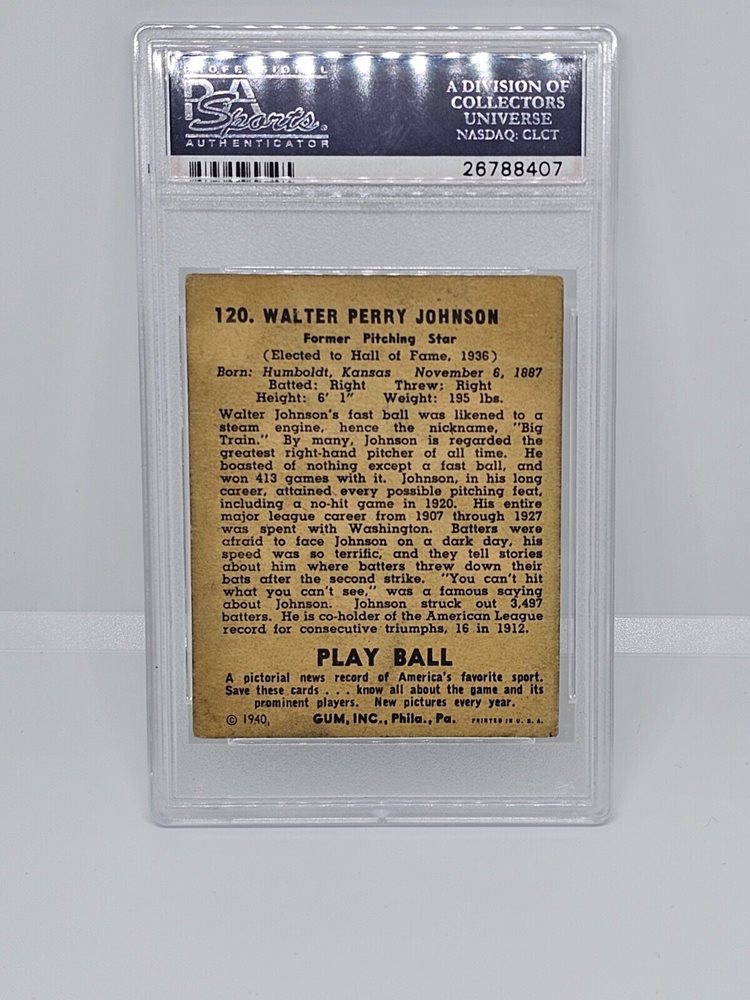 PROFESSIONAL
PSA
Sports
AUTHENTICATOR
A DIVISION OF
COLLECTORS
UNIVERSE
NASDAQ: CLCT
26788407
120. WALTER PERRY JOHNSON
Former Pitching Star
(Elected to Hall of Fame, 1936)
Born: Humboldt, Kansas November 6, 1887
Batted: Right Threw: Right
Height: 6' 1" Weight: 195 lbs.
Walter Johnson's fast ball was likened to a
steam engine, hence the nickname, "Big
Train." By many, Johnson is regarded the
greatest right-hand pitcher of all time. He
boasted of nothing except a fast ball, and
won 413 games with it. Johnson, in his long
career, attained every possible pitching feat,
including a no-hit game in 1920. His entire
major league career from 1907 through 1927
was spent with Washington. Batters were
afraid to face Johnson on a dark day, his
speed was so terrific, and they tell stories
about him where batters threw down their
bats after the second strike. "You can't hit
what you can't see," was a famous saying
about Johnson. Johnson struck out 3,497
batters. He is co-holder of the American League
record for consecutive triumphs, 16 in 1912.
PLAY BALL
A pictorial news record of America's favorite sport.
Save these cards . . . know all about the game and its
prominent players. New pictures every year.
© 1940, GUM, INC., Phila., Pa. PRINTED IN U. S. A.